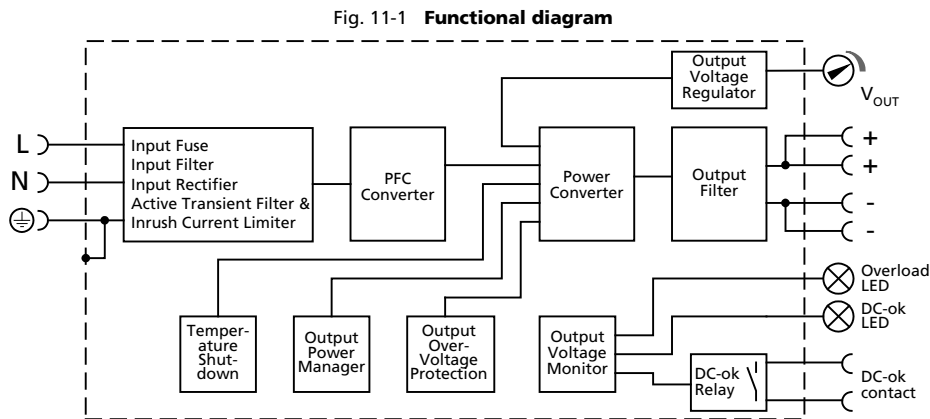 Fig. 11-1 Functional diagram
Output
Voltage
Regulator
VOUT
L
N
Input Fuse
Input Filter
Input Rectifier
Active Transient Filter &
Inrush Current Limiter
PFC
Converter
Power
Converter
Output
Filter
+
+
-
-
Temper-
ature
Shut-
down
Output
Power
Manager
Output
Over-
Voltage
Protection
Output
Voltage
Monitor
Overload
LED
DC-ok
LED
DC-ok
Relay
DC-ok
contact